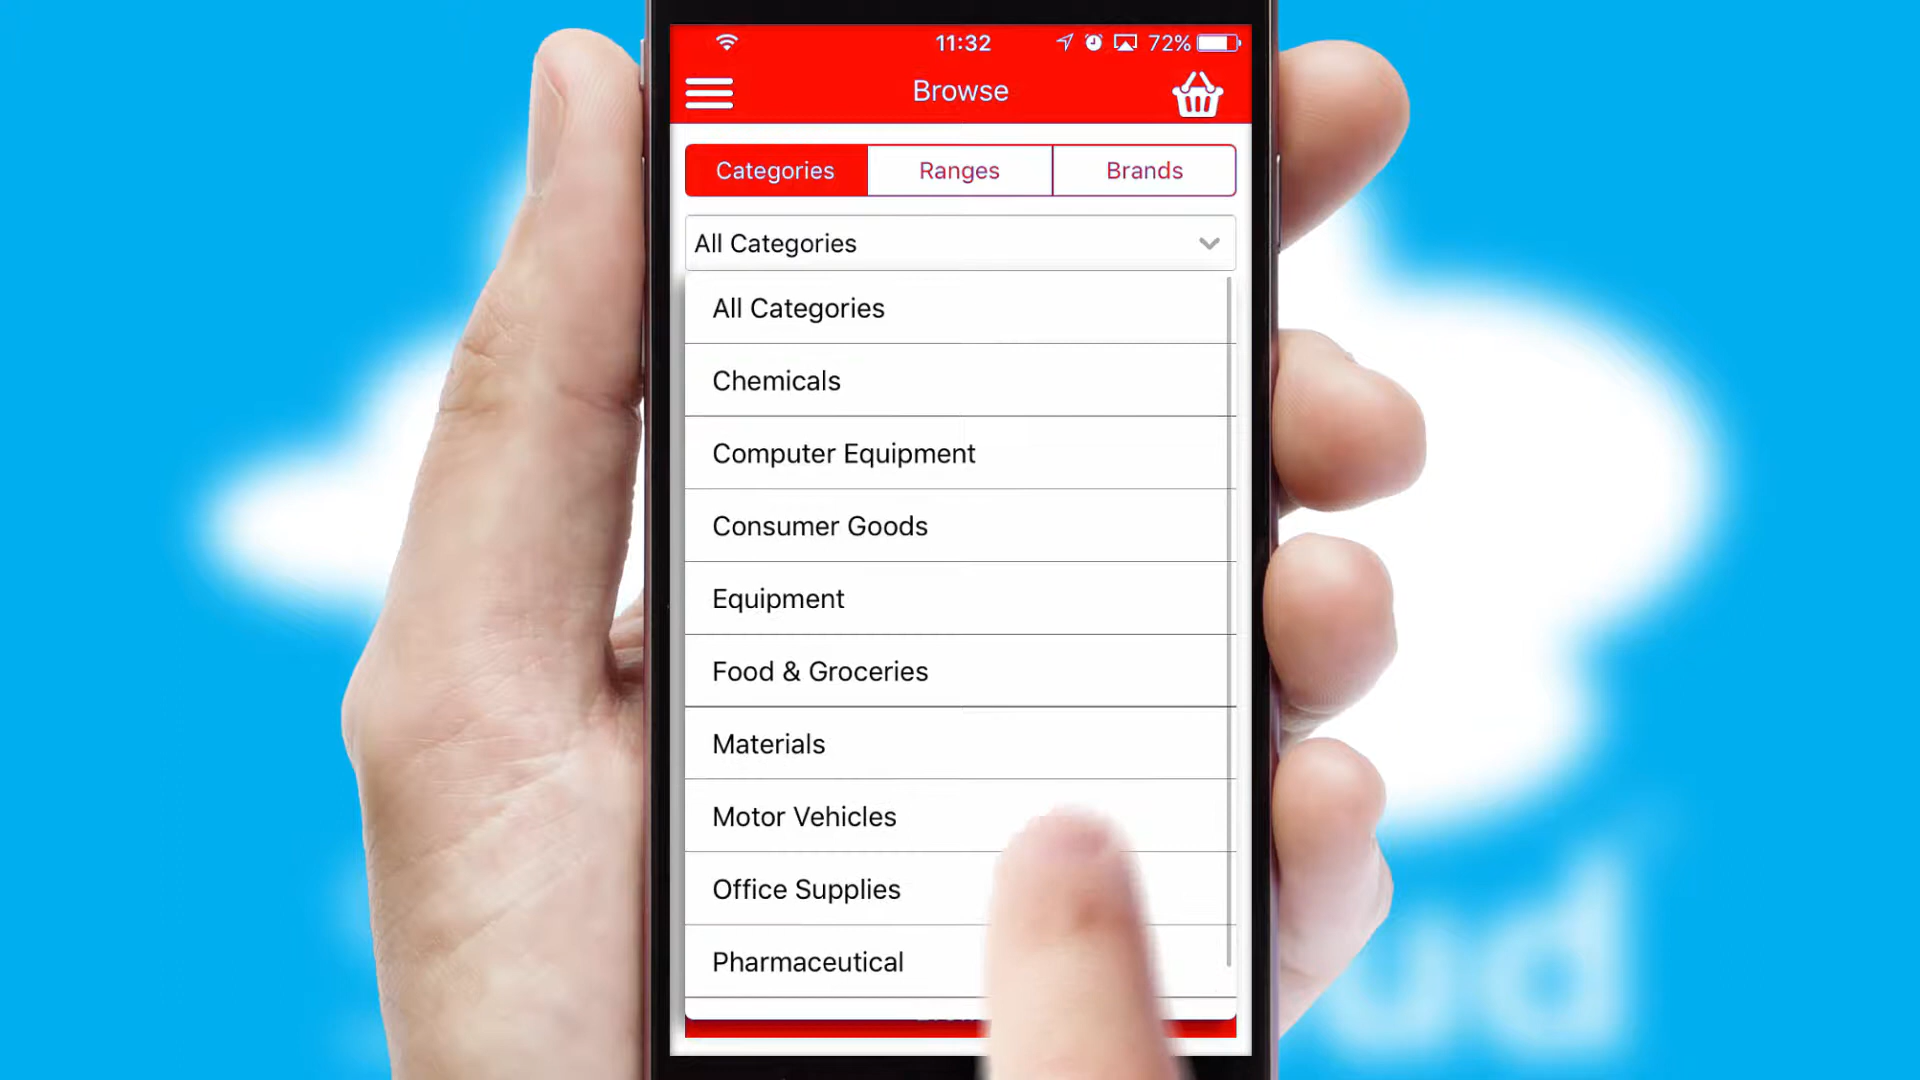 11:32
72%
Browse
Categories
Ranges
Brands
All Categories
All Categories
Chemicals
Computer Equipment
Consumer Goods
Equipment
Food & Groceries
Materials
Motor Vehicles
Office Supplies
Pharmaceutical
ud